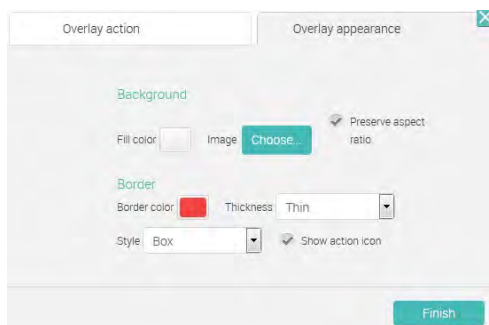 Overlay action Overlay appearance
Background
Fill color Image Choose... Preserve aspect
ratio
Border
Border color Thickness Thin
Style Box Show action icon
Finish